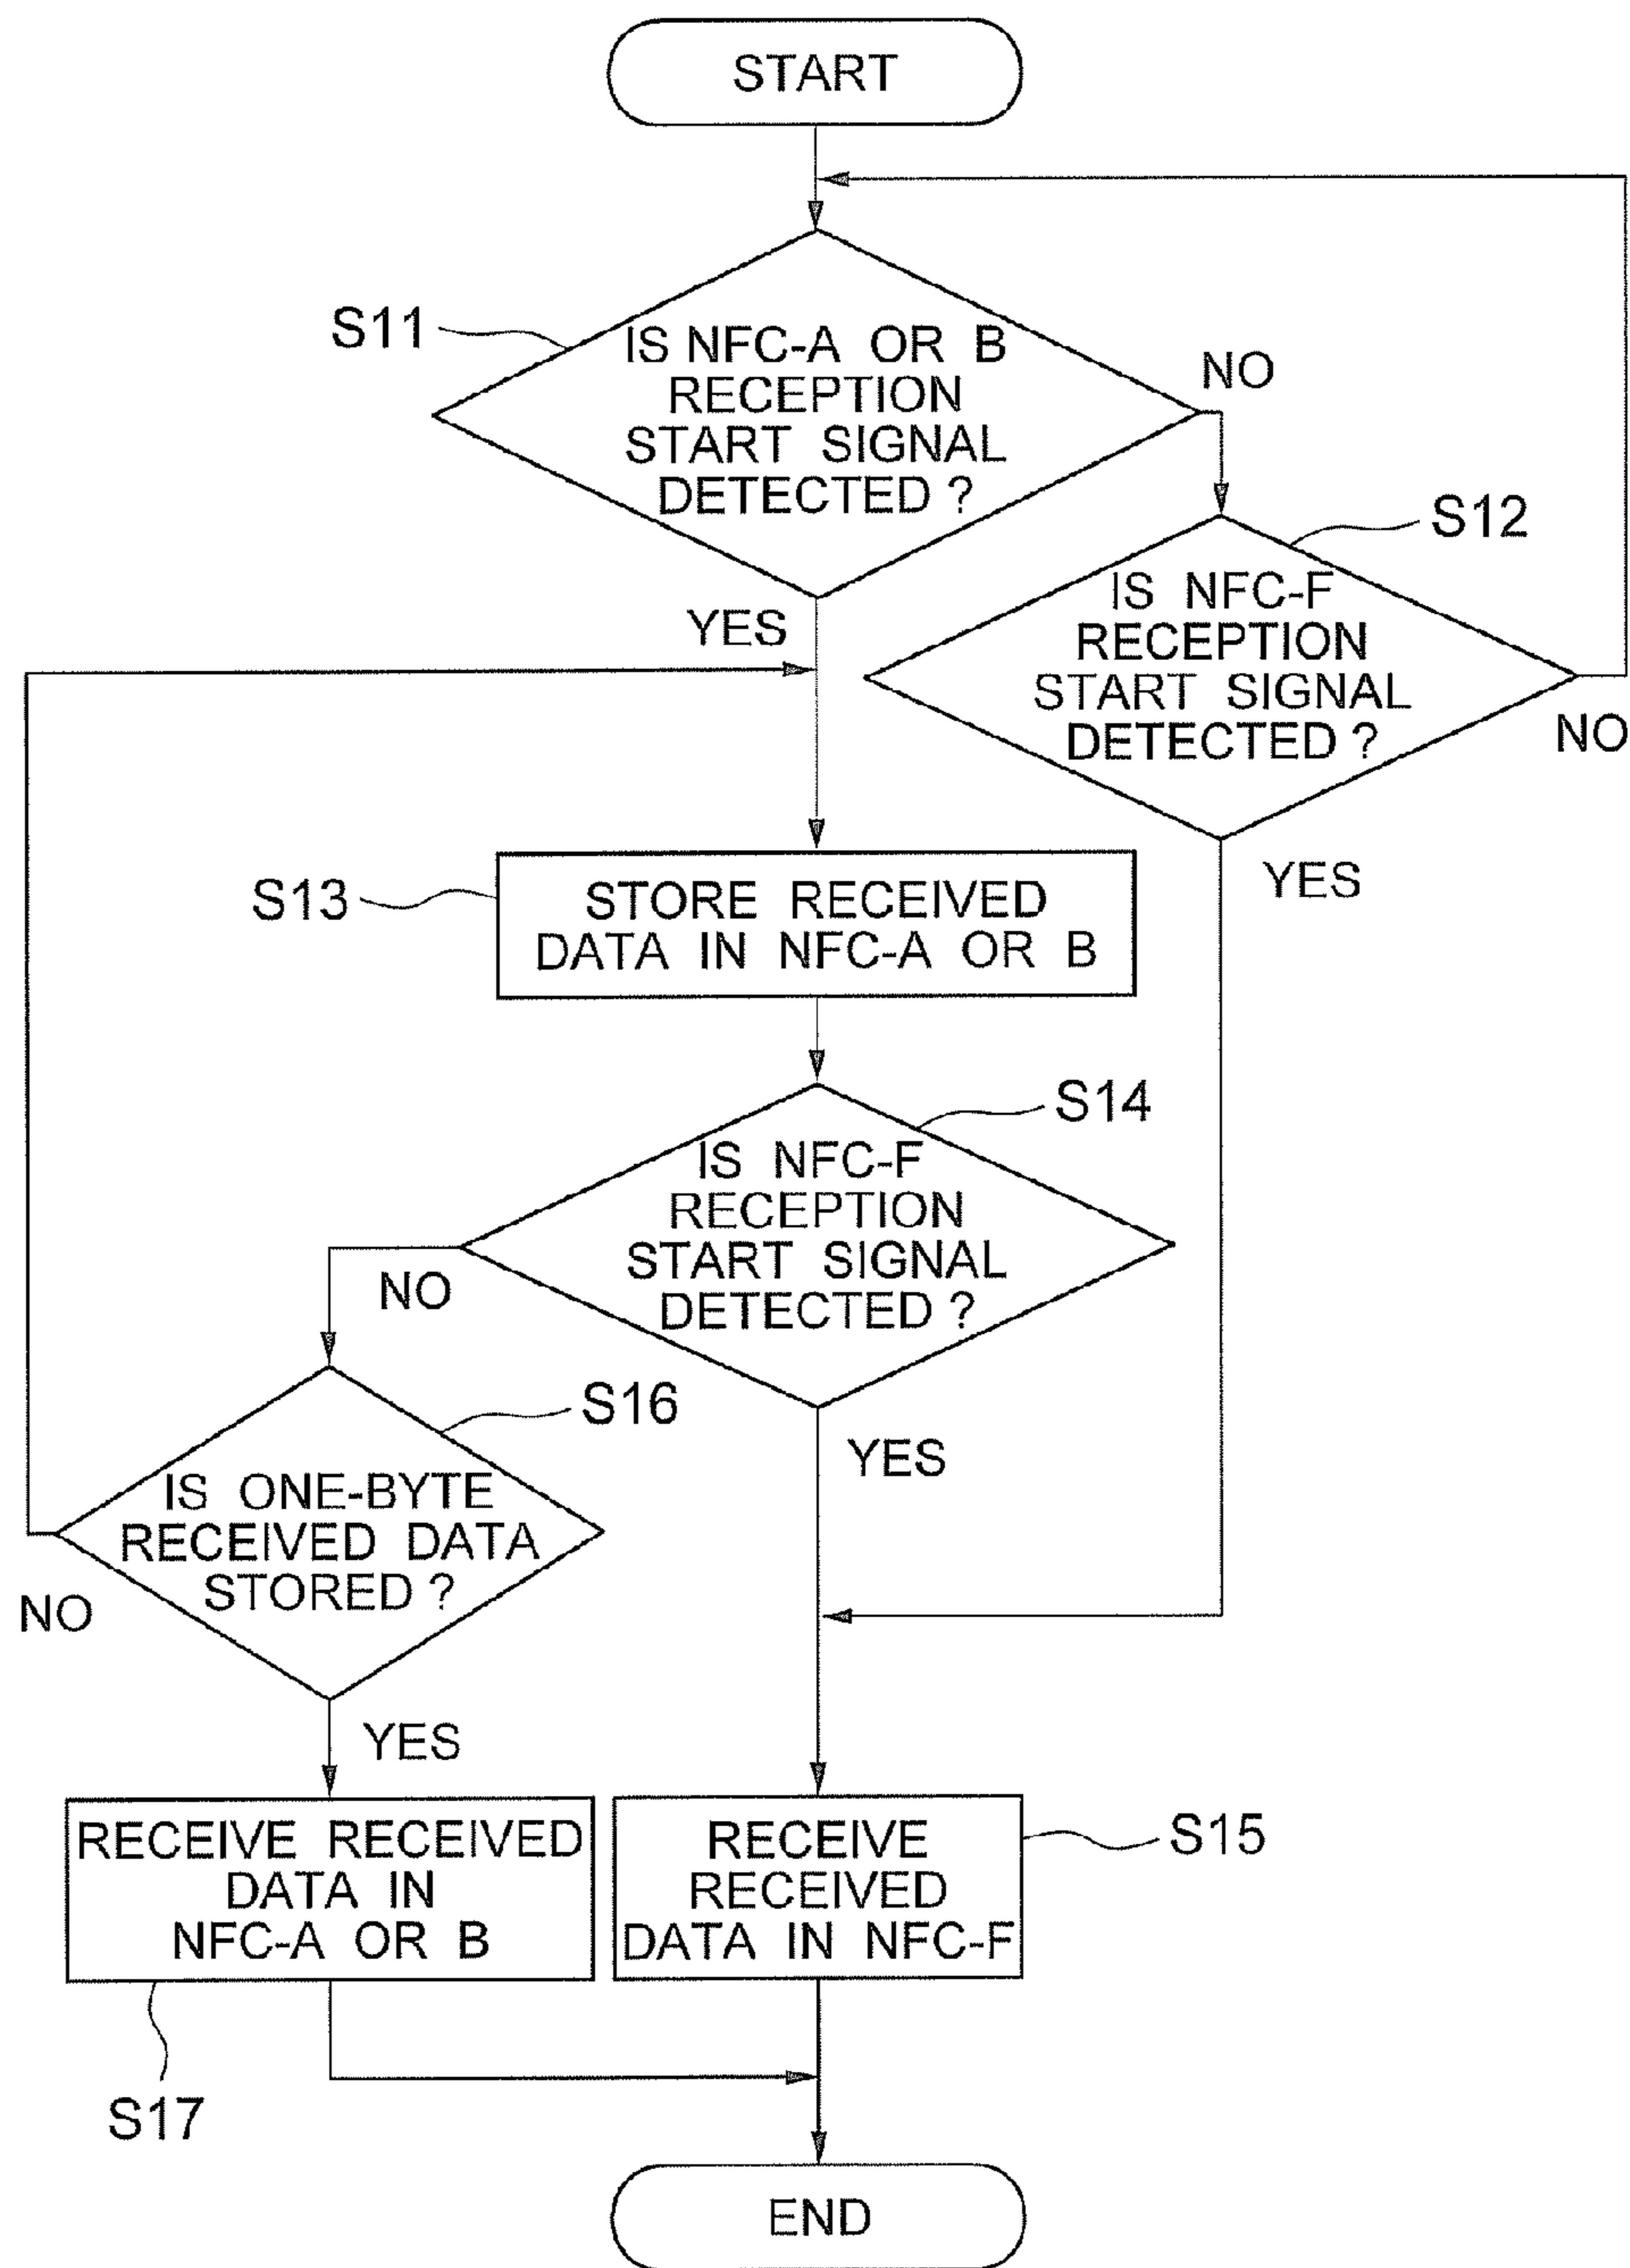 START
S11
IS NFC-A OR B
RECEPTION
START SIGNAL
DETECTED ?
NO
YES
S12
IS NFC-F
RECEPTION
START SIGNAL
DETECTED ?
NO
YES
S13
STORE RECEIVED
DATA IN NFC-A OR B
S14
IS NFC-F
RECEPTION
START SIGNAL
DETECTED ?
NO
YES
S16
IS ONE-BYTE
RECEIVED DATA
STORED ?
NO
YES
RECEIVE RECEIVED
DATA IN
NFC-A OR B
S17
RECEIVE
RECEIVED
DATA IN NFC-F
S15
END